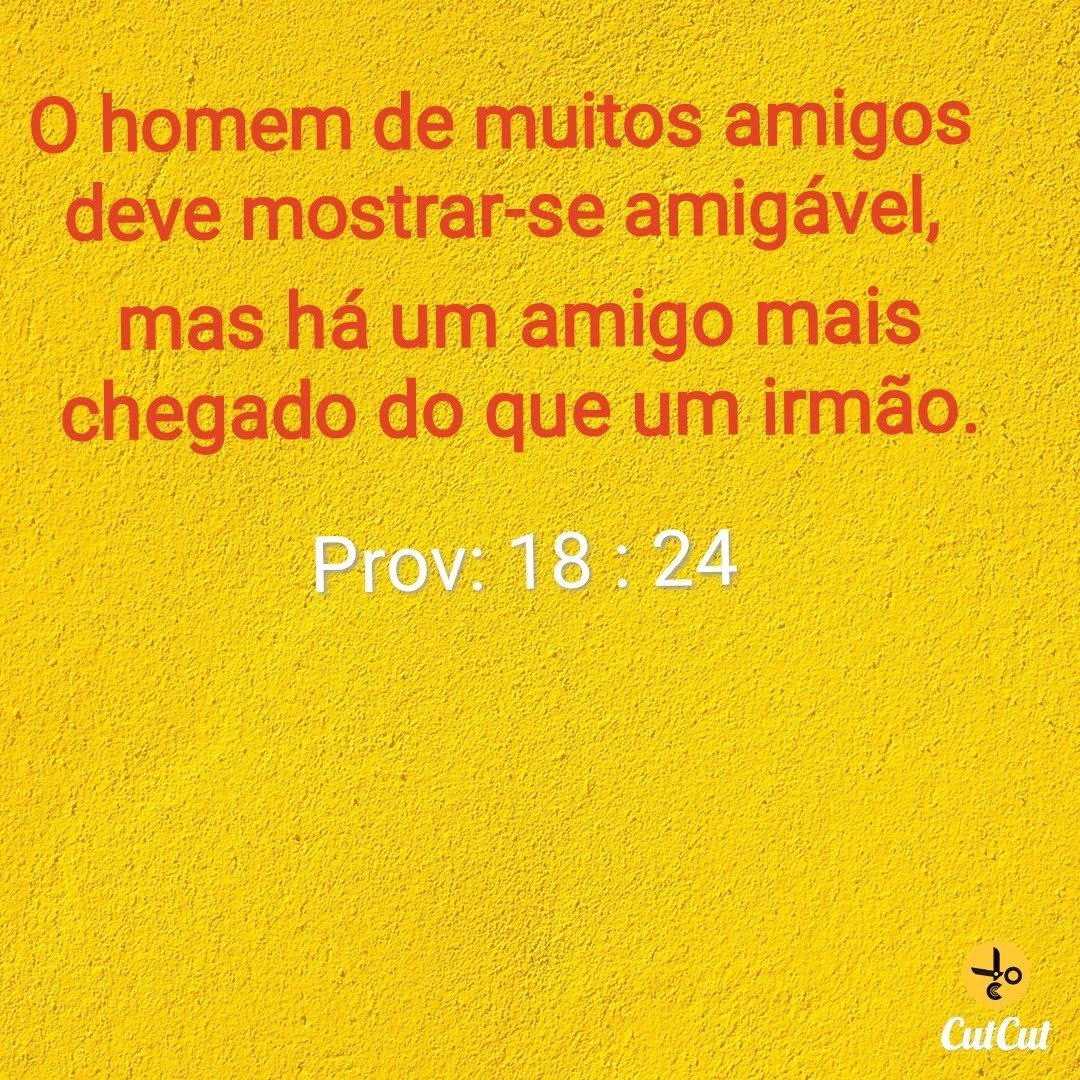 O homem de muitos amigos
deve mostrar-se amigável,
mas há um amigo mais
chegado do que um irmão.
Prov: 18 : 24
CutCut